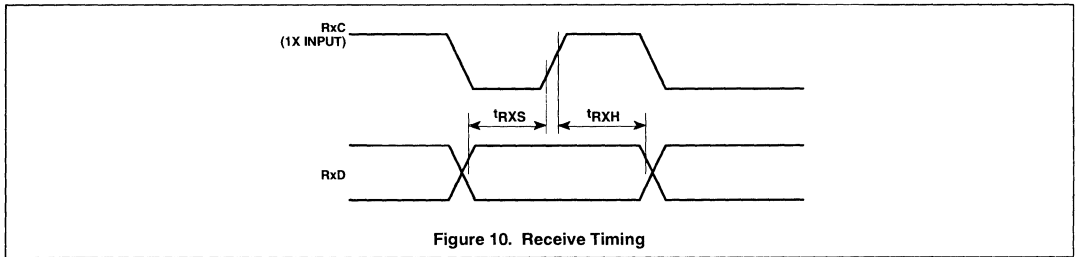 RxC
(1X INPUT)
tRXS
tRXH
RxD
Figure 10. Receive Timing